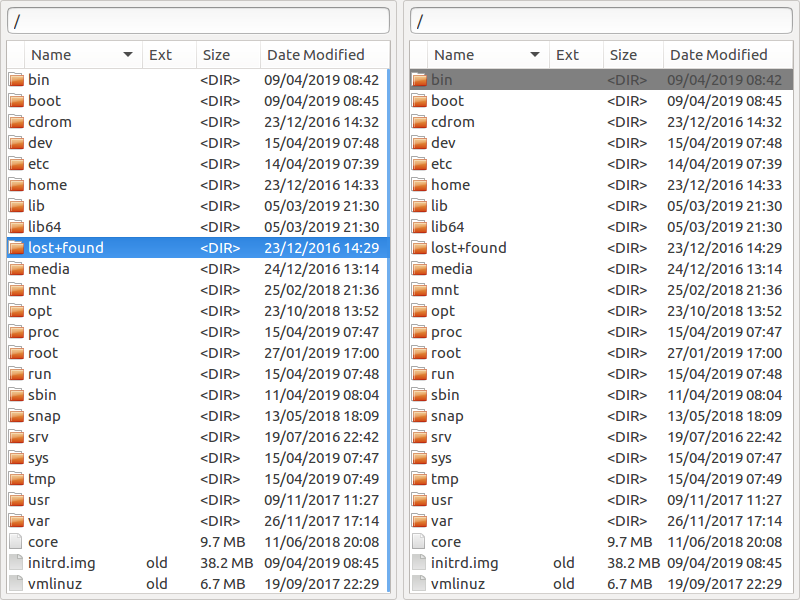 /
Name Ext Size Date Modified
bin <DIR> 09/04/2019 08:42
boot <DIR> 09/04/2019 08:45
cdrom <DIR> 23/12/2016 14:32
dev <DIR> 15/04/2019 07:48
etc <DIR> 14/04/2019 07:39
home <DIR> 23/12/2016 14:33
lib <DIR> 05/03/2019 21:30
lib64 <DIR> 05/03/2019 21:30
lost+found <DIR> 23/12/2016 14:29
media <DIR> 24/12/2016 13:14
mnt <DIR> 25/02/2018 21:36
opt <DIR> 23/10/2018 13:52
proc <DIR> 15/04/2019 07:47
root <DIR> 27/01/2019 17:00
run <DIR> 15/04/2019 07:48
sbin <DIR> 11/04/2019 08:04
snap <DIR> 13/05/2018 18:09
srv <DIR> 19/07/2016 22:42
sys <DIR> 15/04/2019 07:47
tmp <DIR> 15/04/2019 07:49
usr <DIR> 09/11/2017 11:27
var <DIR> 26/11/2017 17:14
core 9.7 MB 11/06/2018 20:08
initrd.img old 38.2 MB 09/04/2019 08:45
vmlinuz old 6.7 MB 19/09/2017 22:29
/
Name Ext Size Date Modified
bin <DIR> 09/04/2019 08:42
boot <DIR> 09/04/2019 08:45
cdrom <DIR> 23/12/2016 14:32
dev <DIR> 15/04/2019 07:48
etc <DIR> 14/04/2019 07:39
home <DIR> 23/12/2016 14:33
lib <DIR> 05/03/2019 21:30
lib64 <DIR> 05/03/2019 21:30
lost+found <DIR> 23/12/2016 14:29
media <DIR> 24/12/2016 13:14
mnt <DIR> 25/02/2018 21:36
opt <DIR> 23/10/2018 13:52
proc <DIR> 15/04/2019 07:47
root <DIR> 27/01/2019 17:00
run <DIR> 15/04/2019 07:48
sbin <DIR> 11/04/2019 08:04
snap <DIR> 13/05/2018 18:09
srv <DIR> 19/07/2016 22:42
sys <DIR> 15/04/2019 07:47
tmp <DIR> 15/04/2019 07:49
usr <DIR> 09/11/2017 11:27
var <DIR> 26/11/2017 17:14
core 9.7 MB 11/06/2018 20:08
initrd.img old 38.2 MB 09/04/2019 08:45
vmlinuz old 6.7 MB 19/09/2017 22:29